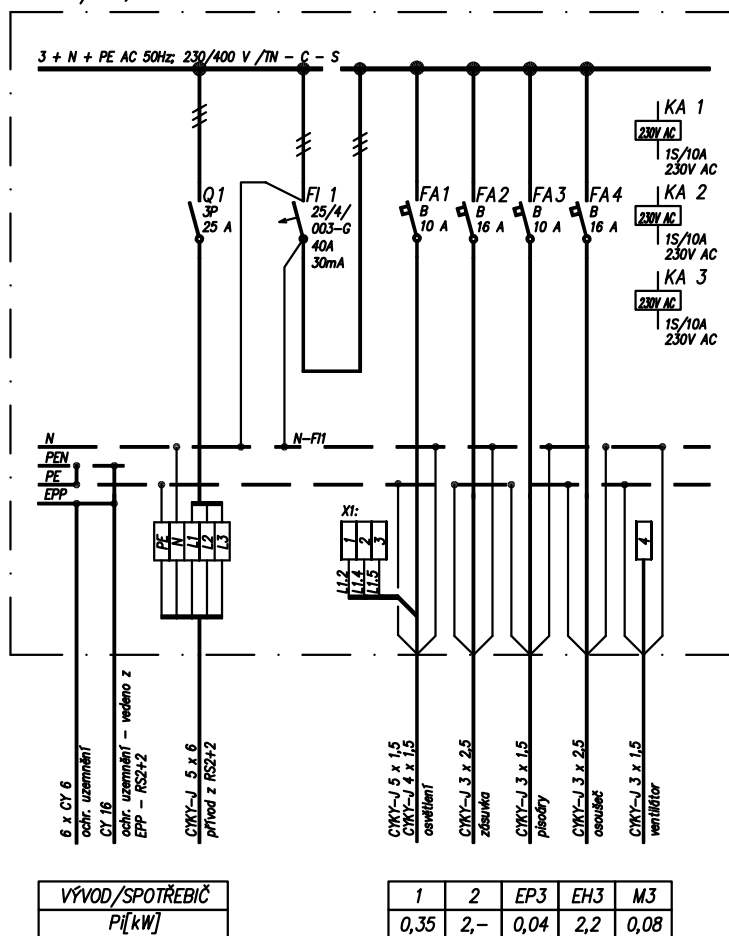 3 + N + PE AC 50Hz; 230/400 V /TN - C - S
KA 1
230V AC
1S/10A
230V AC
KA 2
230V AC
1S/10A
230V AC
KA 3
230V AC
1S/10A
230V AC
Q1
3P
25 A
FI 1
25/4/
003-G
40A
30mA
FA1
B
10 A
FA2
B
16 A
FA3
B
10 A
FA4
B
16 A
N
N-FI1
PEN
PE
EPP
PE
N
L1
L2
L3
X1:
1
2
3
4
L1.2
L1.4
L1.5
6 x CY 6
ochr. uzemnění
CY 16
ochr. uzemnění - vedeno z
EPP - RS2+2
CYKY-J 5 x 6
přívod z RS2+2
CYKY-J 5 x 1,5
CYKY-J 4 x 1,5
osvětlení
CYKY-J 3 x 2,5
zásuvka
CYKY-J 3 x 1,5
pisoáry
CYKY-J 3 x 2,5
osoušeč
CYKY-J 3 x 1,5
ventilátor
VÝVOD/SPOTŘEBIČ
1 2 EP3 EH3 M3
Pi[kW]
0,35 2,- 0,04 2,2 0,08